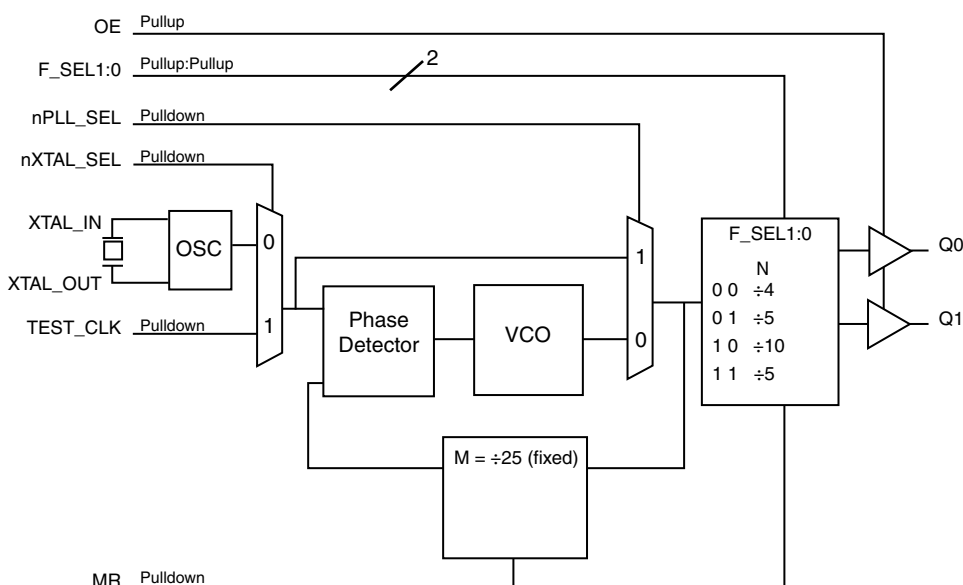 OE Pullup
F_SEL1:0 Pullup:Pullup
2
nPLL_SEL Pulldown
nXTAL_SEL Pulldown
XTAL_IN
XTAL_OUT
OSC
0
1
TEST_CLK Pulldown
Phase
Detector
VCO
1
0
F_SEL1:0
N
0 0 ÷4
0 1 ÷5
1 0 ÷10
1 1 ÷5
Q0
Q1
M = ÷25 (fixed)
MR Pulldown